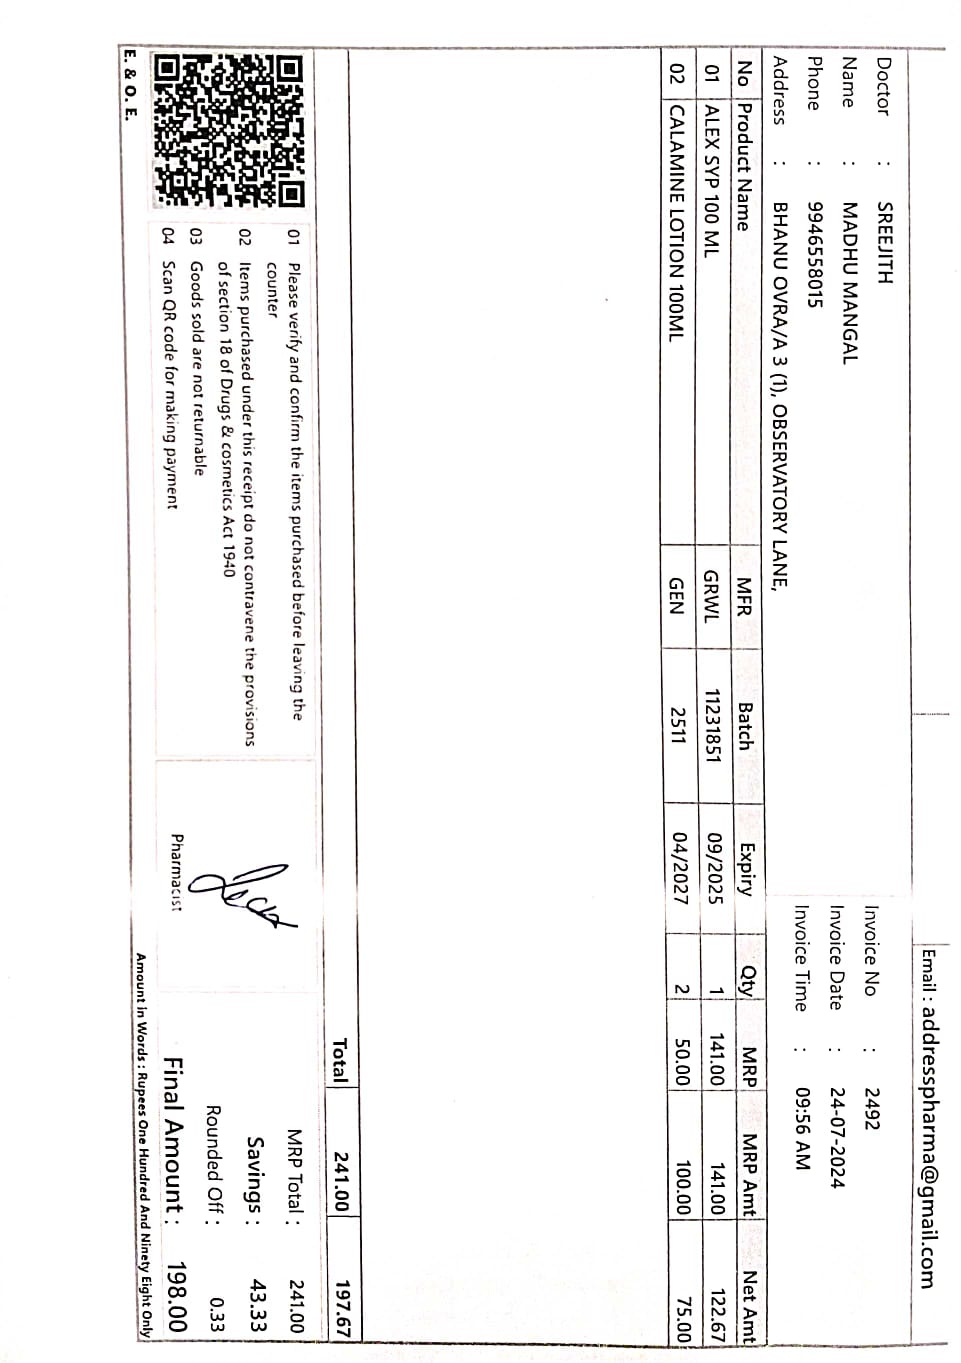 Email : addresspharma@gmail.com
Doctor : SREEJITH
Name : MADHU MANGAL
Phone : 9946558015
Address : BHANU OVRA/A 3 (1), OBSERVATORY LANE,
Invoice No : 2492
Invoice Date : 24-07-2024
Invoice Time : 09:56 AM
No Product Name MFR Batch Expiry Qty MRP MRP Amt Net Amt
01 ALEX SYP 100 ML GRWL 11231851 09/2025 1 141.00 141.00 122.67
02 CALAMINE LOTION 100ML GEN 2511 04/2027 2 50.00 100.00 75.00
Total 241.00 197.67
01 Please verify and confirm the items purchased before leaving the
counter
02 Items purchased under this receipt do not contravene the provisions
of section 18 of Drugs & cosmetics Act 1940
03 Goods sold are not returnable
04 Scan QR code for making payment
Pharmacist
MRP Total : 241.00
Savings : 43.33
Rounded Off : 0.33
Final Amount : 198.00
Amount in Words : Rupees One Hundred And Ninety Eight Only
E. & O. E.